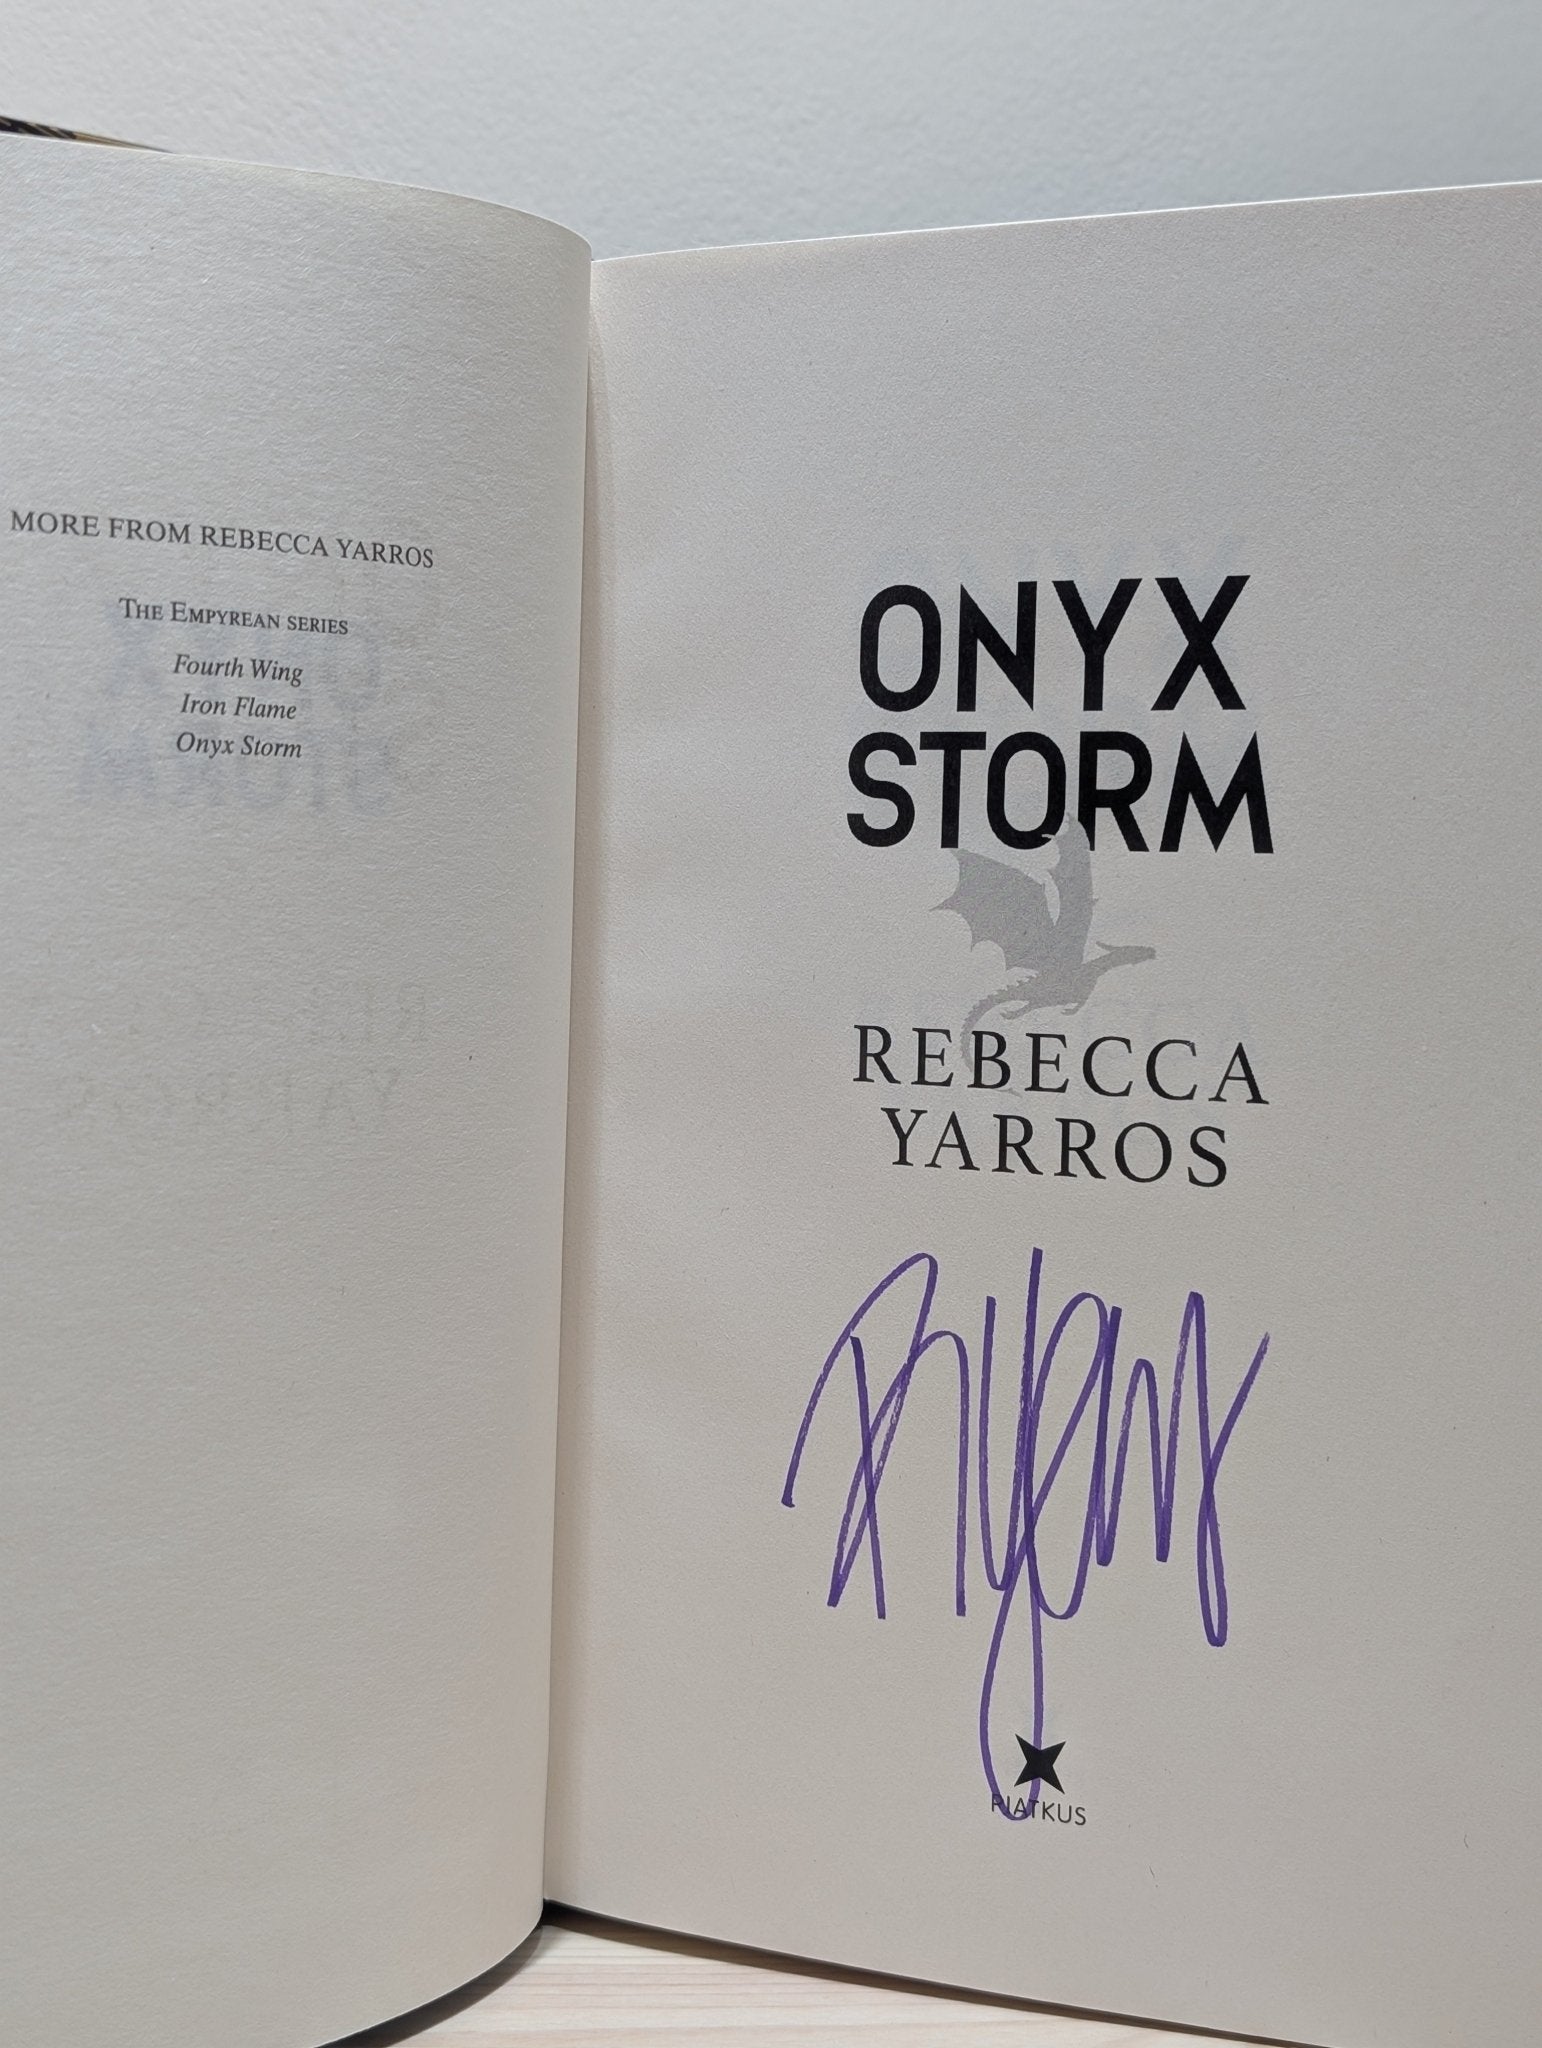 MORE FROM REBECCA YARROS
THE EMPYREAN SERIES
Fourth Wing
Iron Flame
Onyx Storm
ONYX
STORM
REBECCA
YARROS
PIATKUS